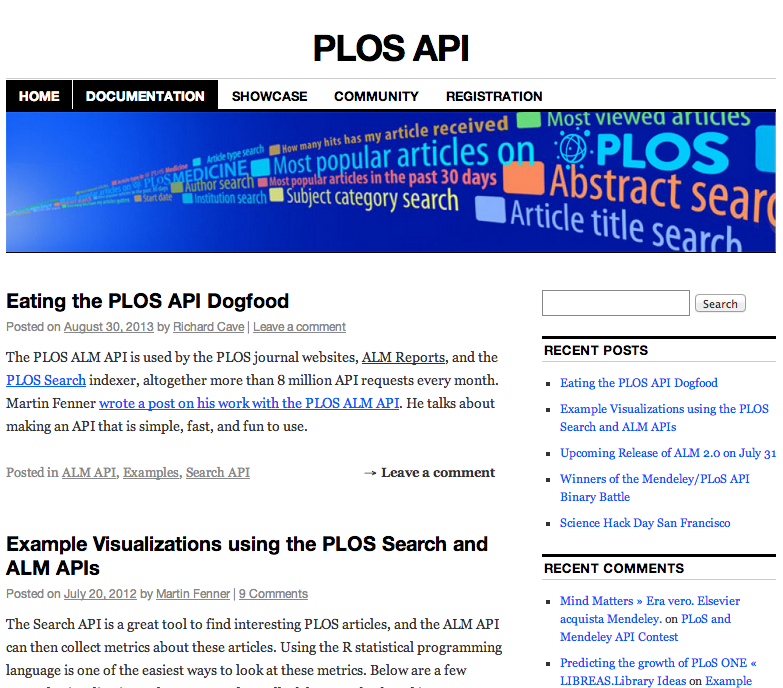 PLOS API
HOME DOCUMENTATION SHOWCASE COMMUNITY REGISTRATION
Most viewed articles
How many hits has my article received
Article type search
PLOS
MEDICINE
Most popular articles on
Author search
Most popular articles in the past 30 days
Abstract sear
Start date
Institution search
Subject category search
Article title search
Eating the PLOS API Dogfood
Posted on August 30, 2013 by Richard Cave | Leave a comment
The PLOS ALM API is used by the PLOS journal websites, ALM Reports, and the
PLOS Search indexer, altogether more than 8 million API requests every month.
Martin Fenner wrote a post on his work with the PLOS ALM API. He talks about
making an API that is simple, fast, and fun to use.
Posted in ALM API, Examples, Search API → Leave a comment
Example Visualizations using the PLOS Search and
ALM APIs
Posted on July 20, 2012 by Martin Fenner | 9 Comments
The Search API is a great tool to find interesting PLOS articles, and the ALM API
can then collect metrics about these articles. Using the R statistical programming
language is one of the easiest ways to look at these metrics. Below are a few
Search
RECENT POSTS
Eating the PLOS API Dogfood
Example Visualizations using the PLOS
Search and ALM APIs
Upcoming Release of ALM 2.0 on July 31
Winners of the Mendeley/PLoS API
Binary Battle
Science Hack Day San Francisco
RECENT COMMENTS
Mind Matters » Era vero. Elsevier
acquista Mendeley. on PLoS and
Mendeley API Contest
Predicting the growth of PLoS ONE «
LIBREAS.Library Ideas on Example